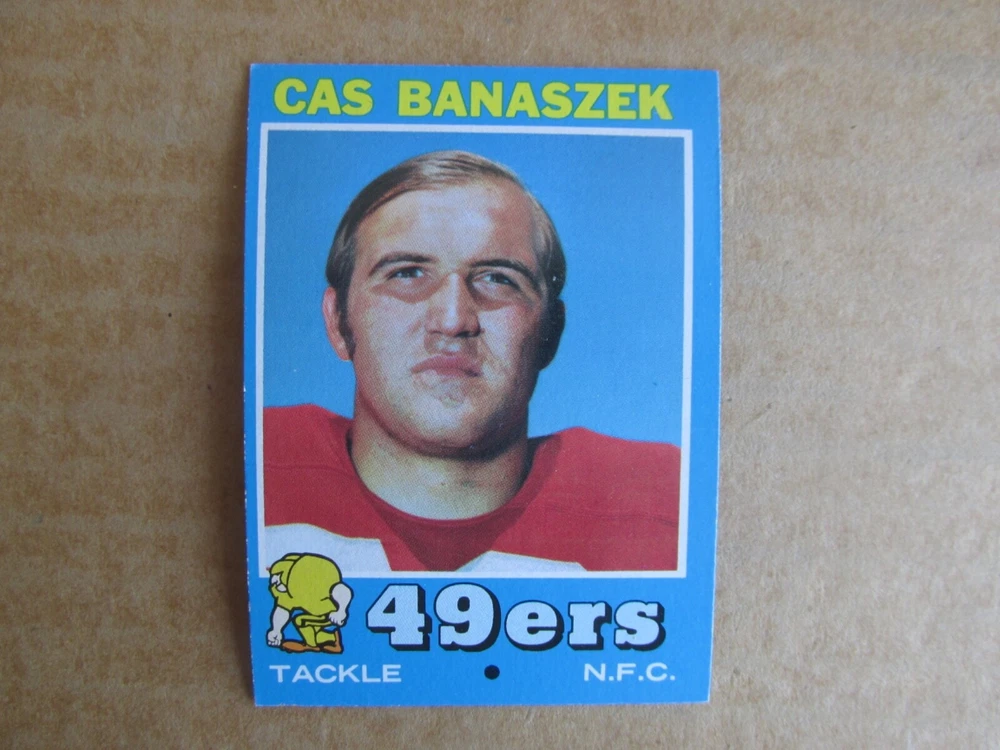 CAS BANASZEK
49ers
TACKLE • N.F.C.